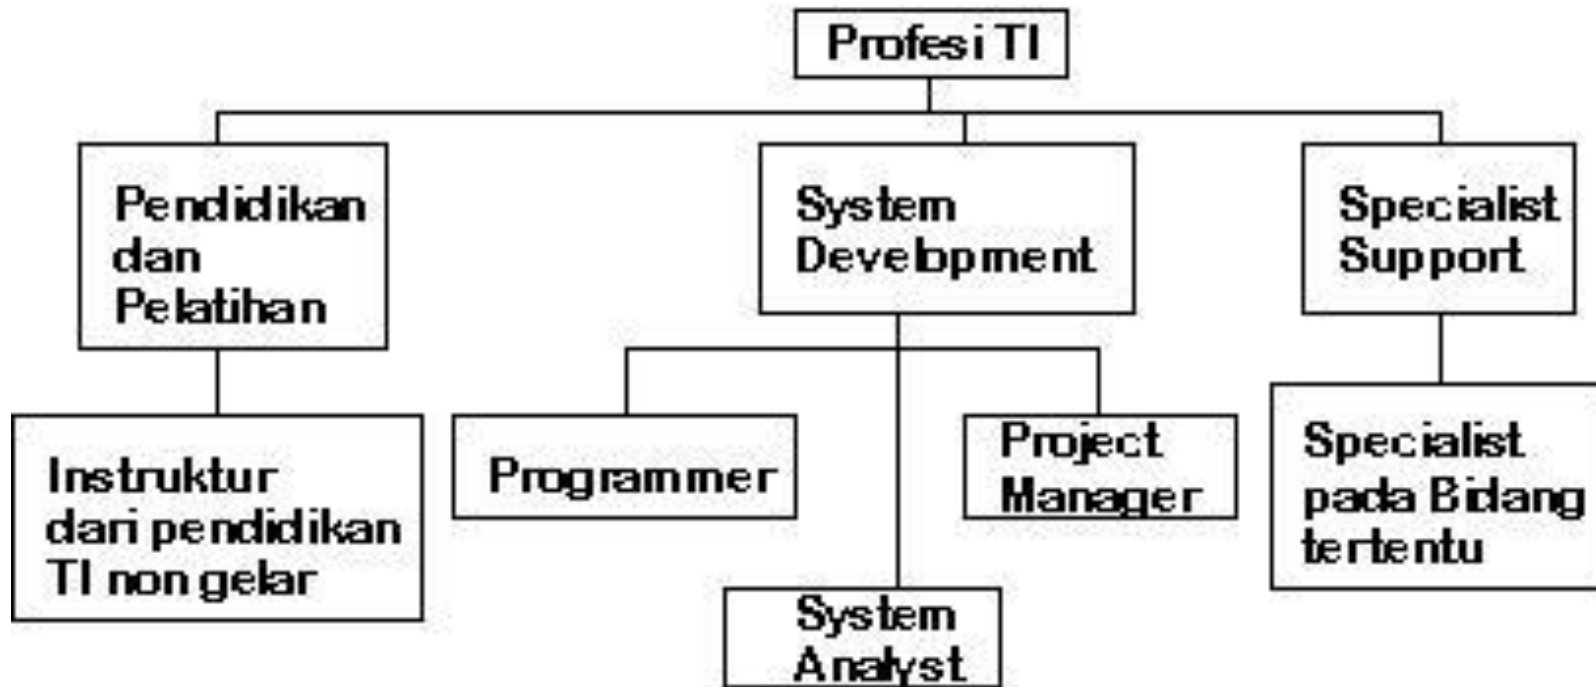 Profesi TI
Pendidikan
dan
Pelatihan
System
Development
Specialist
Support
Instruktur
dari pendidikan
TI non gelar
Programmer
Project
Manager
Specialist
pada Bidang
tertentu
System
Analyst